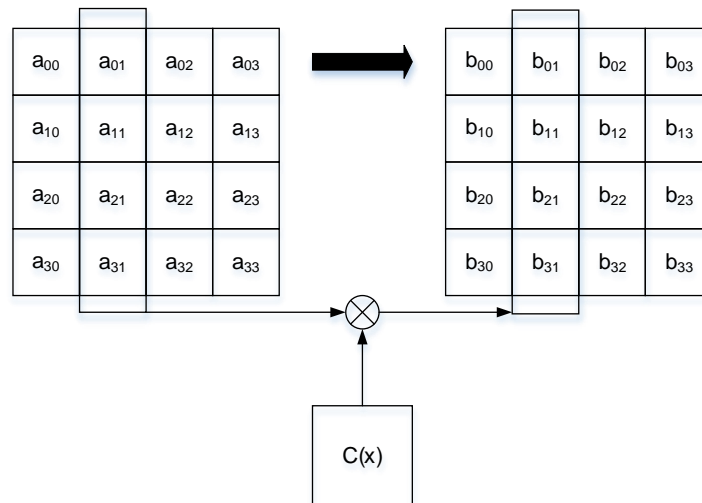 a00 a01 a02 a03 b00 b01 b02 b03
a10 a11 a12 a13 b10 b11 b12 b13
a20 a21 a22 a23 b20 b21 b22 b23
a30 a31 a32 a33 b30 b31 b32 b33
C(x)